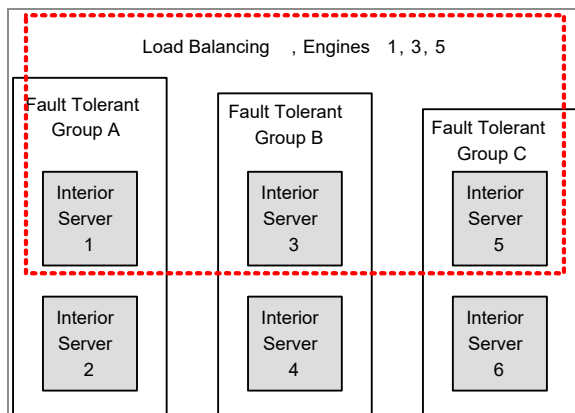 Load Balancing , Engines 1, 3, 5
Fault Tolerant
Group A
Fault Tolerant
Group B
Fault Tolerant
Group C
Interior
Server
1
Interior
Server
3
Interior
Server
5
Interior
Server
2
Interior
Server
4
Interior
Server
6